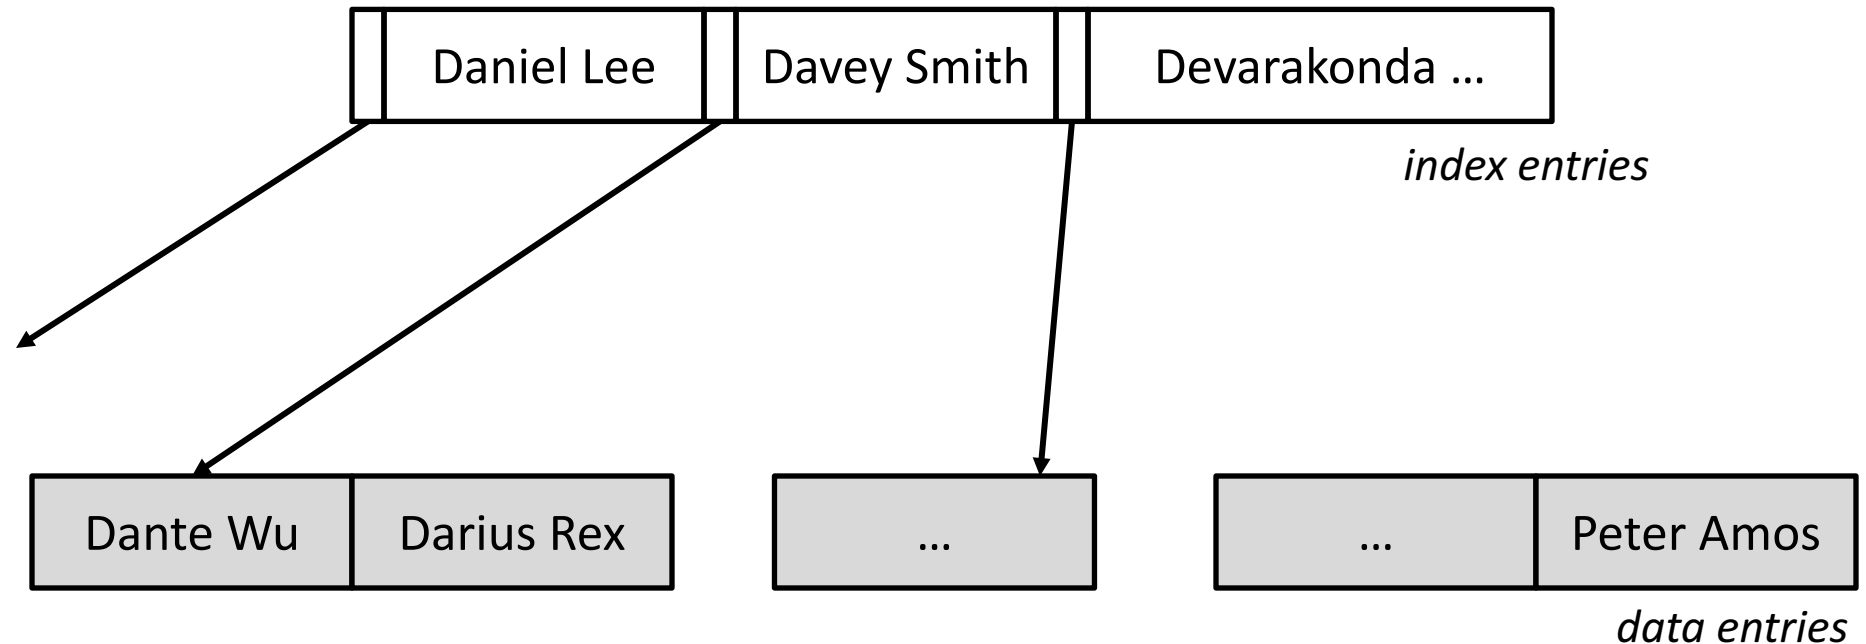 Daniel Lee Davey Smith Devarakonda …
index entries
Dante Wu Darius Rex … … Peter Amos
data entries